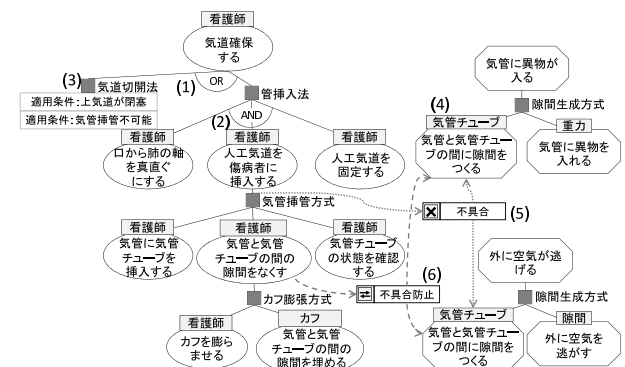 看護師
気道確保
する
(3)
気道切開法
(1)
OR
適用条件:上気道が閉塞
適用条件:気管挿管不可能
管挿入法
(2)
AND
看護師
口から肺の軸
を真直ぐ
にする
看護師
人工気道を
傷病者に
挿入する
看護師
人工気道を
固定する
気管挿管方式
看護師
気管に気管
チューブを
挿入する
看護師
気管と気管
チューブの間の
隙間をなくす
看護師
気管チューブ
の状態を確認
する
カフ膨張方式
看護師
カフを膨ら
ませる
カフ
気管と気管
チューブの間の
隙間を埋める
気管に異物が
入る
隙間生成方式
(4)
気管チューブ
気管と気管チュー
ブの間に隙間を
つくる
重力
気管に異物を
入れる
不具合
(5)
(6)
不具合防止
外に空気が逃
げる
隙間生成方式
気管チューブ
気管と気管チュー
ブの間に隙間を
つくる
隙間
外に空気を
逃がす